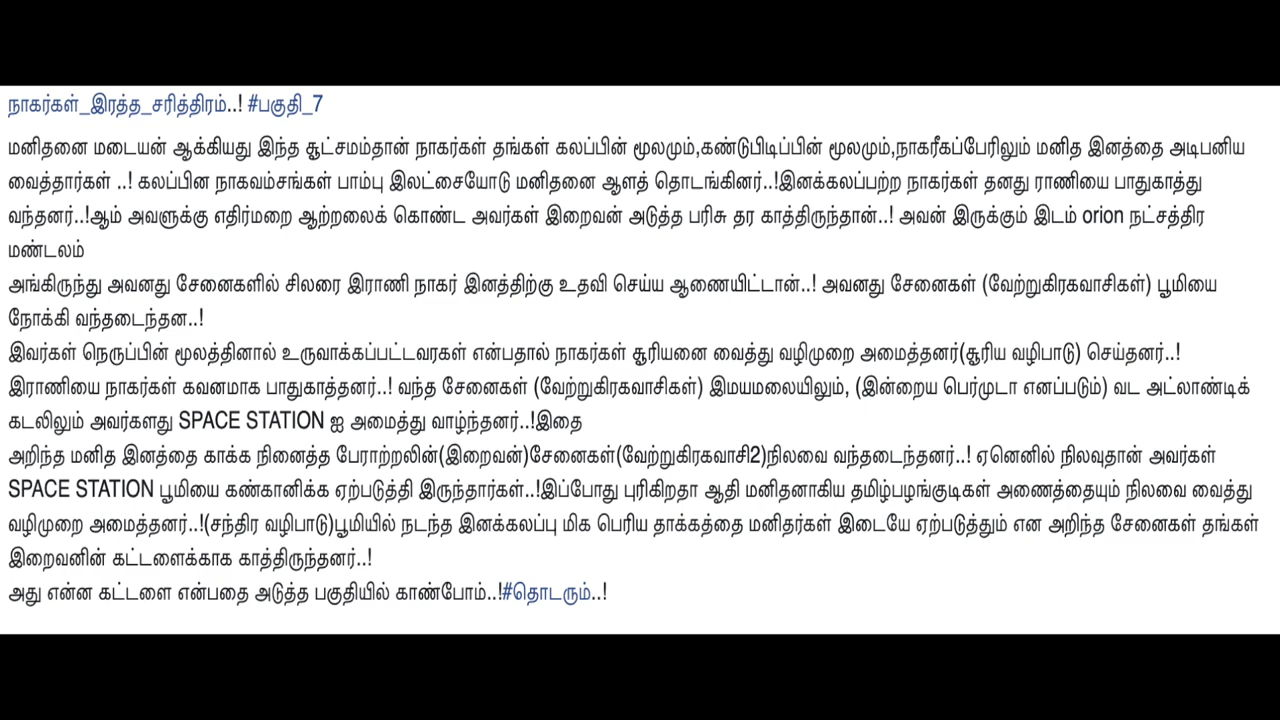 நாகர்கள்_இரத்த_சரித்திரம்..! #பகுதி_7
மனிதனை மடையன் ஆக்கியது இந்த சூட்சமம்தான் நாகர்கள் தங்கள் கலப்பின் மூலமும்,கண்டுபிடிப்பின் மூலமும்,நாகரீகப்பேரிலும் மனித இனத்தை அடிபனிய
வைத்தார்கள் ..! கலப்பின நாகவம்சங்கள் பாம்பு இலட்சையோடு மனிதனை ஆளத் தொடங்கினர்..!இனக்கலப்பற்ற நாகர்கள் தனது ராணியை பாதுகாத்து
வந்தனர்..!ஆம் அவளுக்கு எதிர்மறை ஆற்றலைக் கொண்ட அவர்கள் இறைவன் அடுத்த பரிசு தர காத்திருந்தான்..! அவன் இருக்கும் இடம் orion நட்சத்திர
மண்டலம்
அங்கிருந்து அவனது சேனைகளில் சிலரை இராணி நாகர் இனத்திற்கு உதவி செய்ய ஆணையிட்டான்..! அவனது சேனைகள் (வேற்றுகிரகவாசிகள்) பூமியை
நோக்கி வந்தடைந்தன..!
இவர்கள் நெருப்பின் மூலத்தினால் உருவாக்கப்பட்டவரகள் என்பதால் நாகர்கள் சூரியனை வைத்து வழிமுறை அமைத்தனர்(சூரிய வழிபாடு) செய்தனர்..!
இராணியை நாகர்கள் கவனமாக பாதுகாத்தனர்..! வந்த சேனைகள் (வேற்றுகிரகவாசிகள்) இமயமலையிலும், (இன்றைய பெர்முடா எனப்படும்) வட அட்லாண்டிக்
கடலிலும் அவர்களது SPACE STATION ஐ அமைத்து வாழ்ந்தனர்..!இதை
அறிந்த மனித இனத்தை காக்க நினைத்த பேராற்றலின்(இறைவன்)சேனைகள்(வேற்றுகிரகவாசி2)நிலவை வந்தடைந்தனர்..! ஏனெனில் நிலவுதான் அவர்கள்
SPACE STATION பூமியை கண்கானிக்க ஏற்படுத்தி இருந்தார்கள்..!இப்போது புரிகிறதா ஆதி மனிதனாகிய தமிழ்பழங்குடிகள் அணைத்தையும் நிலவை வைத்து
வழிமுறை அமைத்தனர்..!(சந்திர வழிபாடு)பூமியில் நடந்த இனக்கலப்பு மிக பெரிய தாக்கத்தை மனிதர்கள் இடையே ஏற்படுத்தும் என அறிந்த சேனைகள் தங்கள்
இறைவனின் கட்டளைக்காக காத்திருந்தனர்..!
அது என்ன கட்டளை என்பதை அடுத்த பகுதியில் காண்போம்..!#தொடரும்..!